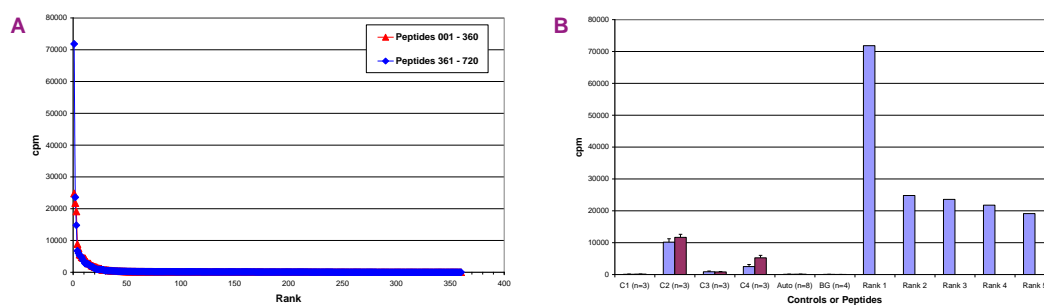 A
80000
70000
60000
50000
40000
30000
20000
10000
0
cpm
0 50 100 150 200 250 300 350 400
Rank
Peptides 001 - 360
Peptides 361 - 720
B
80000
70000
60000
50000
40000
30000
20000
10000
0
cpm
C1 (n=3) C2 (n=3) C3 (n=3) C4 (n=3) Auto (n=8) BG (n=4) Rank 1 Rank 2 Rank 3 Rank 4 Rank 5
Controls or Peptides